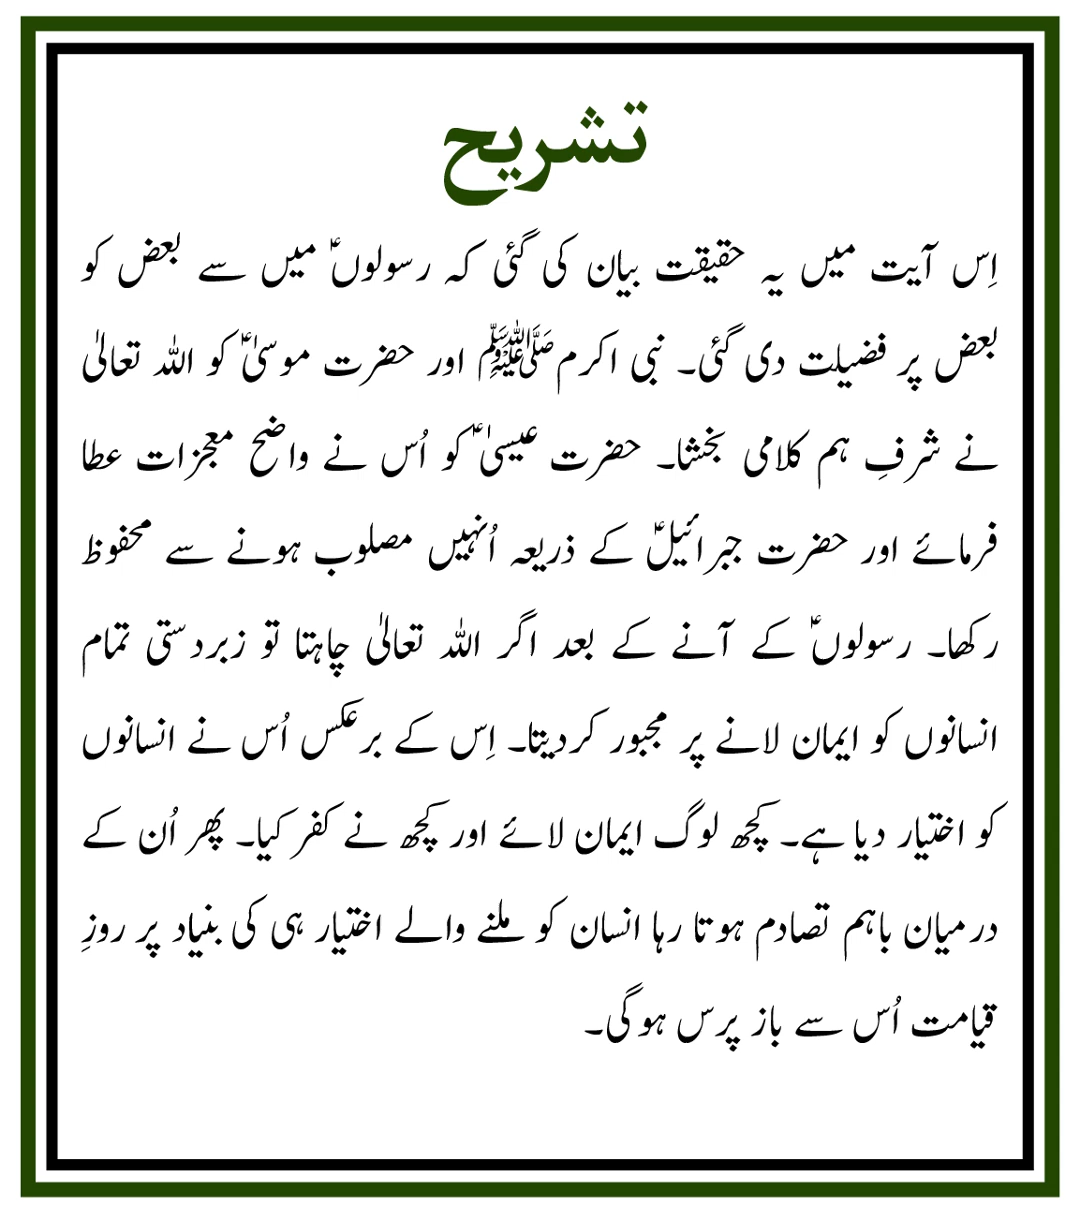 تشریح
اِس آیت میں یہ حقیقت بیان کی گئی کہ رسولوںؑ میں سے بعض کو
بعض پر فضیلت دی گئی۔ نبی اکرمﷺ اور حضرت موسیٰؑ کو اللہ تعالیٰ
نے شرفِ ہم کلامی بخشا۔ حضرت عیسیٰؑ کو اُس نے واضح معجزات عطا
فرمائے اور حضرت جبرائیلؑ کے ذریعہ اُنہیں مصلوب ہونے سے محفوظ
رکھا۔ رسولوںؑ کے آنے کے بعد اگر اللہ تعالیٰ چاہتا تو زبردستی تمام
انسانوں کو ایمان لانے پر مجبور کردیتا۔ اِس کے برعکس اُس نے انسانوں
کو اختیار دیا ہے۔ کچھ لوگ ایمان لائے اور کچھ نے کفر کیا۔ پھر اُن کے
درمیان باہم تصادم ہوتا رہا انسان کو ملنے والے اختیار ہی کی بنیاد پر روزِ
قیامت اُس سے باز پرس ہوگی۔